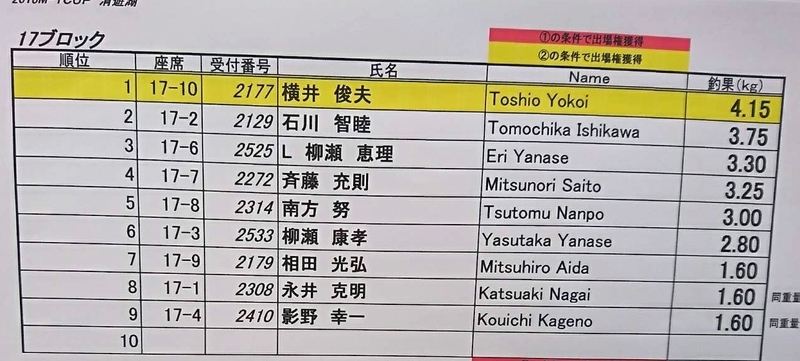 2018M TCUP 清遊湖
17ブロック
①の条件で出場権獲得
②の条件で出場権獲得
順位 座席 受付番号 氏名 Name 釣果(kg)
1 17-10 2177 横井 俊夫 Toshio Yokoi 4.15
2 17-2 2129 石川 智睦 Tomochika Ishikawa 3.75
3 17-6 2525 L 柳瀬 恵理 Eri Yanase 3.30
4 17-7 2272 斉藤 充則 Mitsunori Saito 3.25
5 17-8 2314 南方 努 Tsutomu Nanpo 3.00
6 17-3 2533 柳瀬 康孝 Yasutaka Yanase 2.80
7 17-9 2179 相田 光弘 Mitsuhiro Aida 1.60
8 17-1 2308 永井 克明 Katsuaki Nagai 1.60 同重量
9 17-4 2410 影野 幸一 Kouichi Kageno 1.60 同重量
10